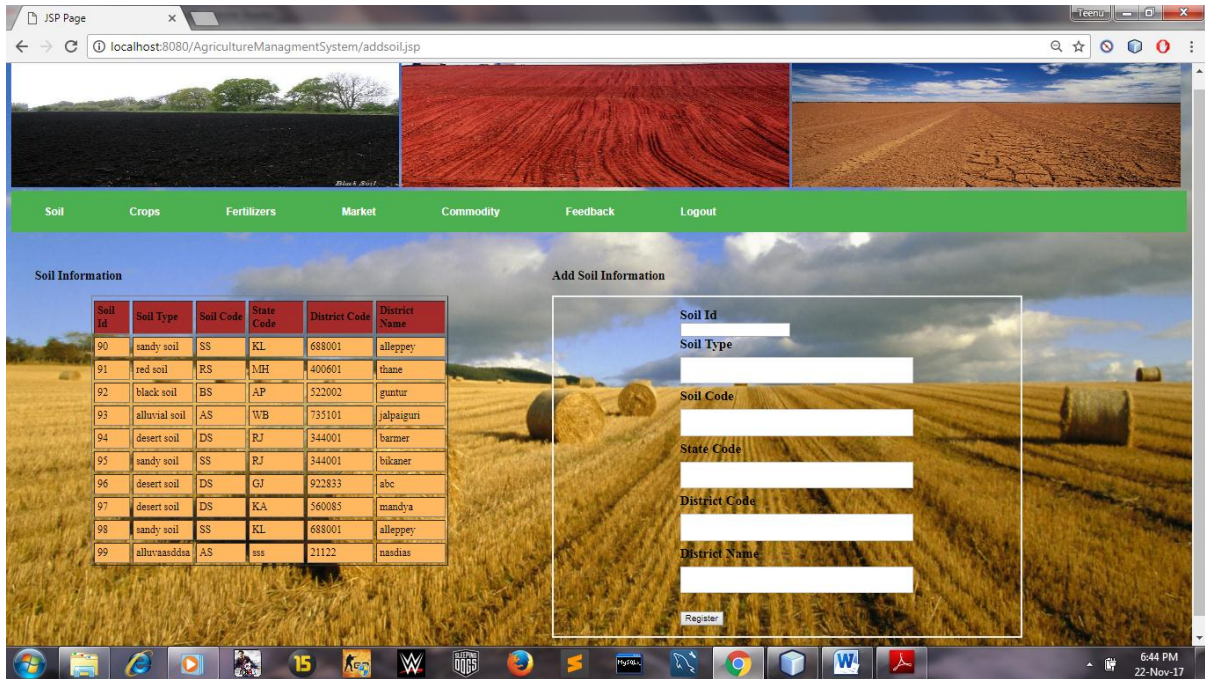 JSP Page
Teenu
localhost:8080/AgricultureManagmentSystem/addsoil.jsp
Black Soil
Soil Crops Fertilizers Market Commodity Feedback Logout
Soil Information
Soil Id Soil Type Soil Code State Code District Code District Name
90 sandy soil SS KL 688001 alleppey
91 red soil RS MH 400601 thane
92 black soil BS AP 522002 guntur
93 alluvial soil AS WB 735101 jalpaiguri
94 desert soil DS RJ 344001 barmer
95 sandy soil SS RJ 344001 bikaner
96 desert soil DS GJ 922833 abc
97 desert soil DS KA 560085 mandya
98 sandy soil SS KL 688001 alleppey
99 alluvaasddsa AS sss 21122 nasdias
Add Soil Information
Soil Id
Soil Type
Soil Code
State Code
District Code
District Name
Register
15 CS GO W SLEEPING DOGS MySQL W
6:44 PM
22-Nov-17